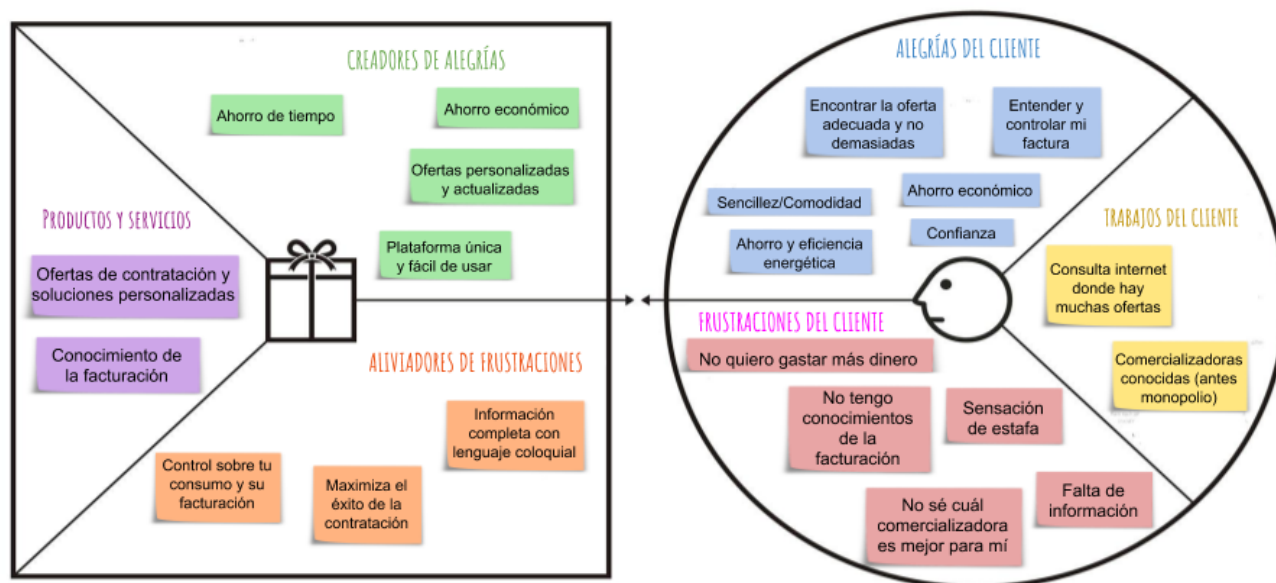 CREADORES DE ALEGRÍAS
Ahorro de tiempo
Ahorro económico
Ofertas personalizadas
y actualizadas
Plataforma única
y fácil de usar
PRODUCTOS Y SERVICIOS
Ofertas de contratación y
soluciones personalizadas
Conocimiento de
la facturación
ALIVIADORES DE FRUSTRACIONES
Información
completa con
lenguaje coloquial
Control sobre tu
consumo y su
facturación
Maximiza el
éxito de la
contratación
ALEGRÍAS DEL CLIENTE
Encontrar la oferta
adecuada y no
demasiadas
Entender y
controlar mi
factura
Sencillez/Comodidad
Ahorro económico
Ahorro y eficiencia
energética
Confianza
TRABAJOS DEL CLIENTE
Consulta internet
donde hay
muchas ofertas
Comercializadoras
conocidas (antes
monopolio)
FRUSTRACIONES DEL CLIENTE
No quiero gastar más dinero
No tengo
conocimientos
de la
facturación
Sensación
de estafa
No sé cuál
comercializadora
es mejor para mí
Falta de
información